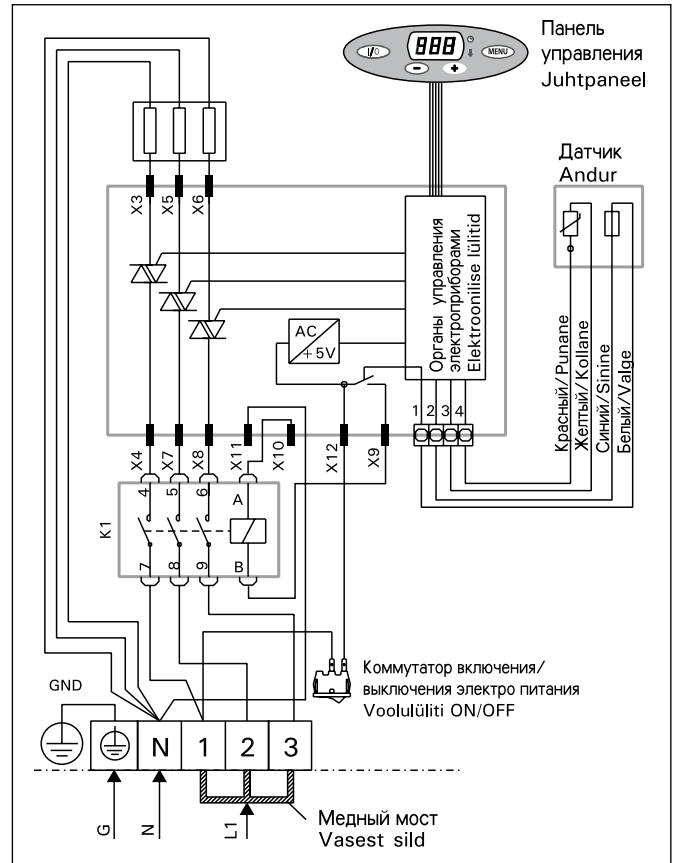 Панель
управления
Juhtpaneel
I/O
888
MENU
−
+
Датчик
Andur
X3
X5
X6
Органы управления
электроприборами
Elektroonilise lülitid
AC
+5V
Красный/Punane
Желтый/Kollane
Синий/Sinine
Белый/Valge
1 2 3 4
X4
X7
X8
X11
X10
X12
X9
K1
4 5 6 A
7 8 9 B
Коммутатор включения/
выключения электро питания
Voolulüliti ON/OFF
GND
N 1 2 3
G
N
L1
Медный мост
Vasest sild